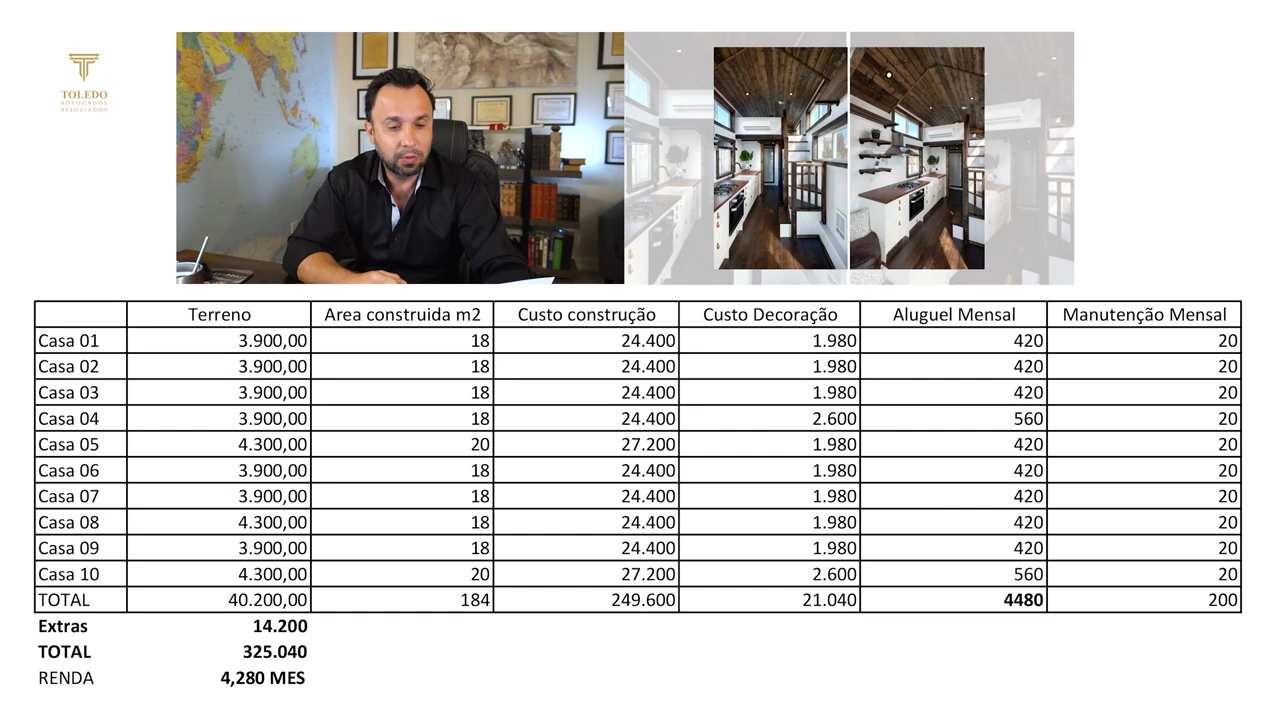 TOLEDO
ADVOGADOS
ASSOCIADOS
Terreno Area construida m2 Custo construção Custo Decoração Aluguel Mensal Manutenção Mensal
Casa 01 3.900,00 18 24.400 1.980 420 20
Casa 02 3.900,00 18 24.400 1.980 420 20
Casa 03 3.900,00 18 24.400 1.980 420 20
Casa 04 3.900,00 18 24.400 2.600 560 20
Casa 05 4.300,00 20 27.200 1.980 420 20
Casa 06 3.900,00 18 24.400 1.980 420 20
Casa 07 3.900,00 18 24.400 1.980 420 20
Casa 08 4.300,00 18 24.400 1.980 420 20
Casa 09 3.900,00 18 24.400 1.980 420 20
Casa 10 4.300,00 20 27.200 2.600 560 20
TOTAL 40.200,00 184 249.600 21.040 4480 200
Extras 14.200
TOTAL 325.040
RENDA 4,280 MES